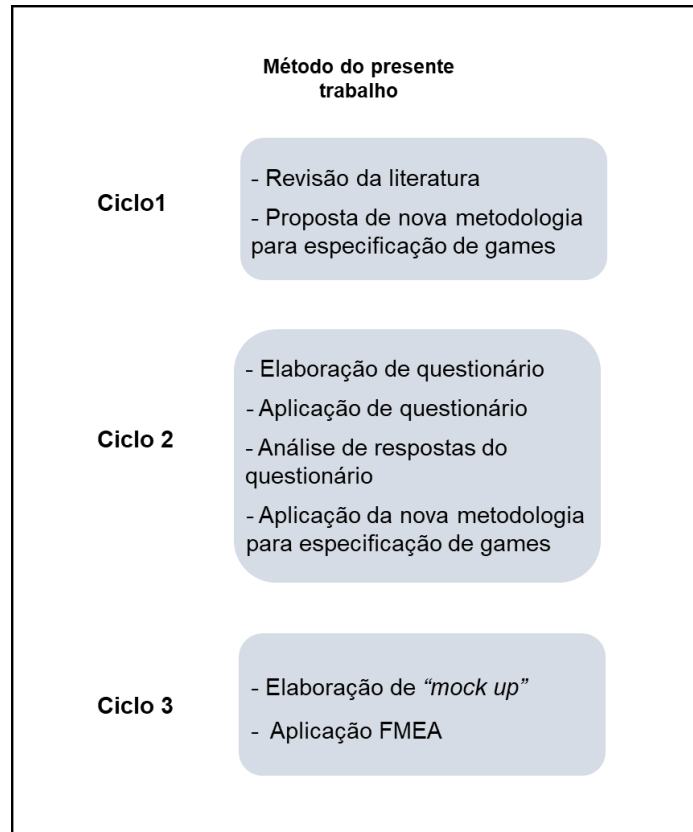 Método do presente
trabalho
Ciclo1
- Revisão da literatura
- Proposta de nova metodologia
para especificação de games
Ciclo 2
- Elaboração de questionário
- Aplicação de questionário
- Análise de respostas do
questionário
- Aplicação da nova metodologia
para especificação de games
Ciclo 3
- Elaboração de “mock up”
- Aplicação FMEA